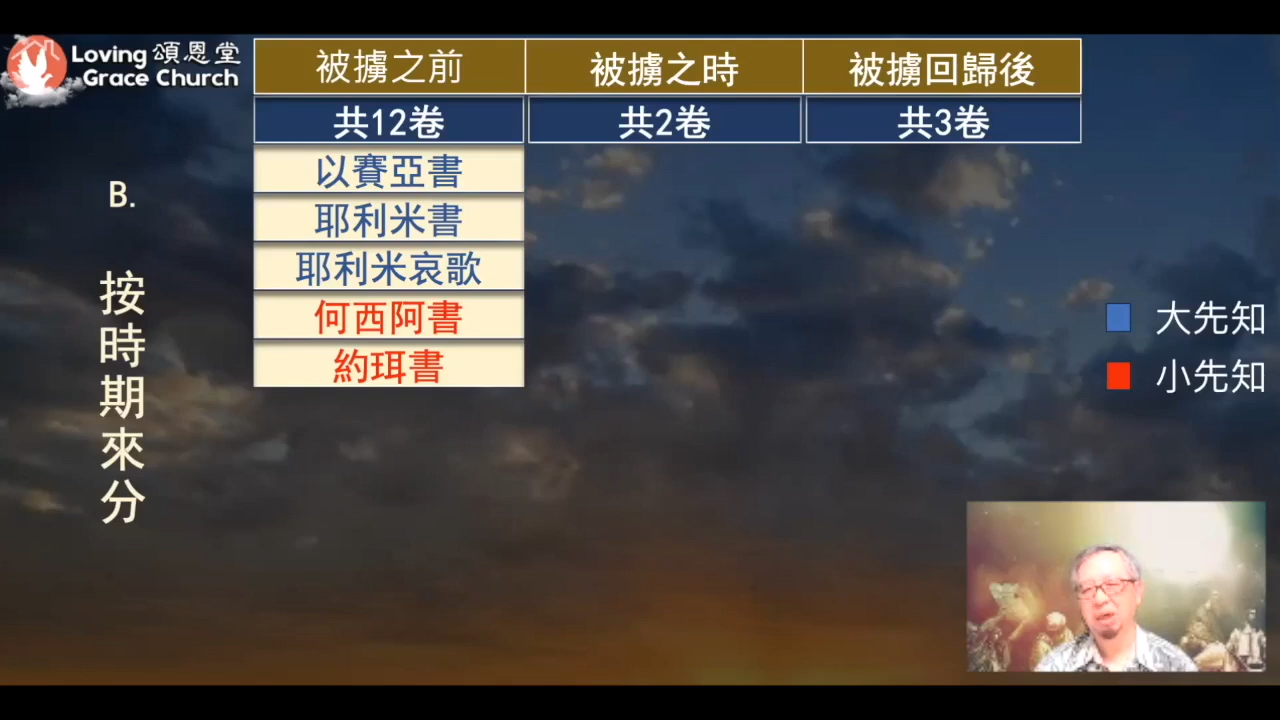 Loving 頌恩堂
Grace Church
被擄之前 被擄之時 被擄回歸後
共12卷 共2卷 共3卷
以賽亞書
耶利米書
耶利米哀歌
何西阿書
約珥書
B.
按時期來分
大先知
小先知